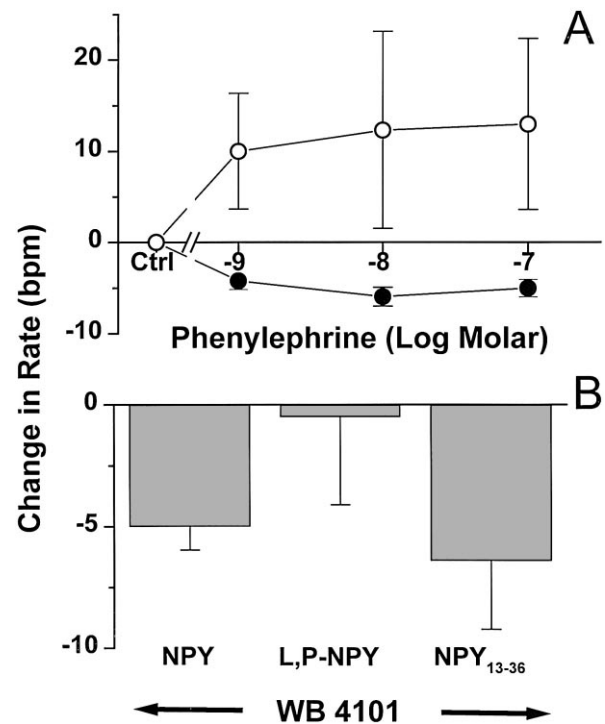 A
20
10
0
-10
Ctrl
-9
-8
-7
Phenylephrine (Log Molar)
Change in Rate (bpm)
B
0
-5
-10
NPY
L,P-NPY
NPY13-36
WB 4101